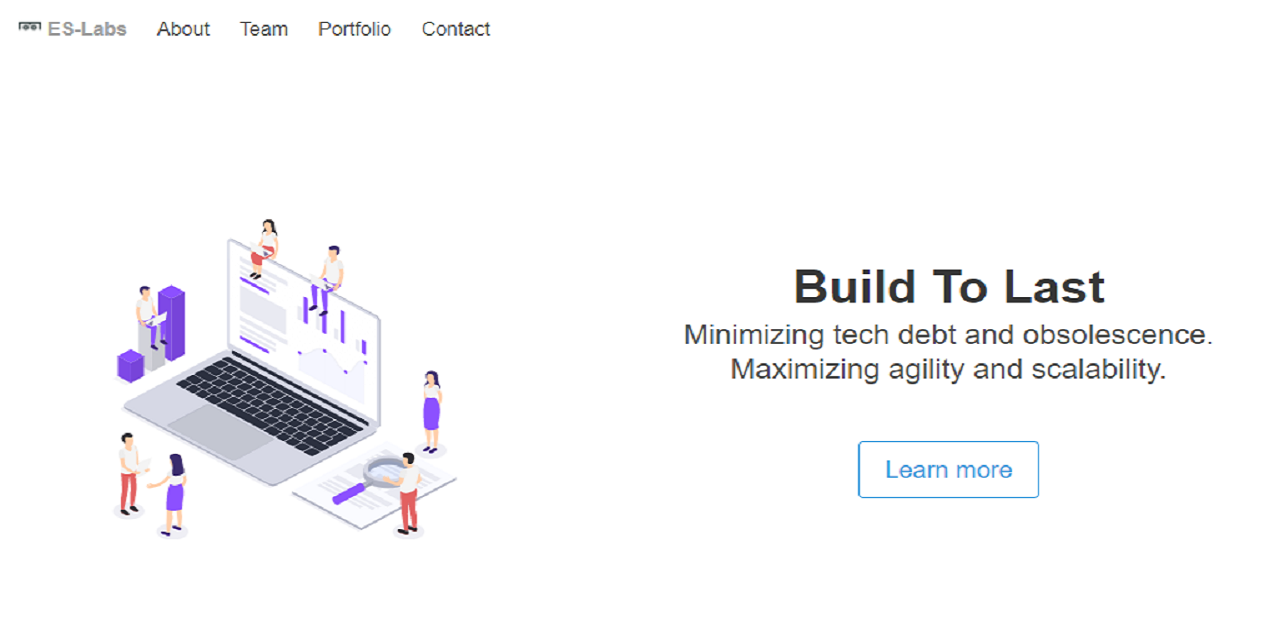 ES-Labs About Team Portfolio Contact
Build To Last
Minimizing tech debt and obsolescence.
Maximizing agility and scalability.
Learn more